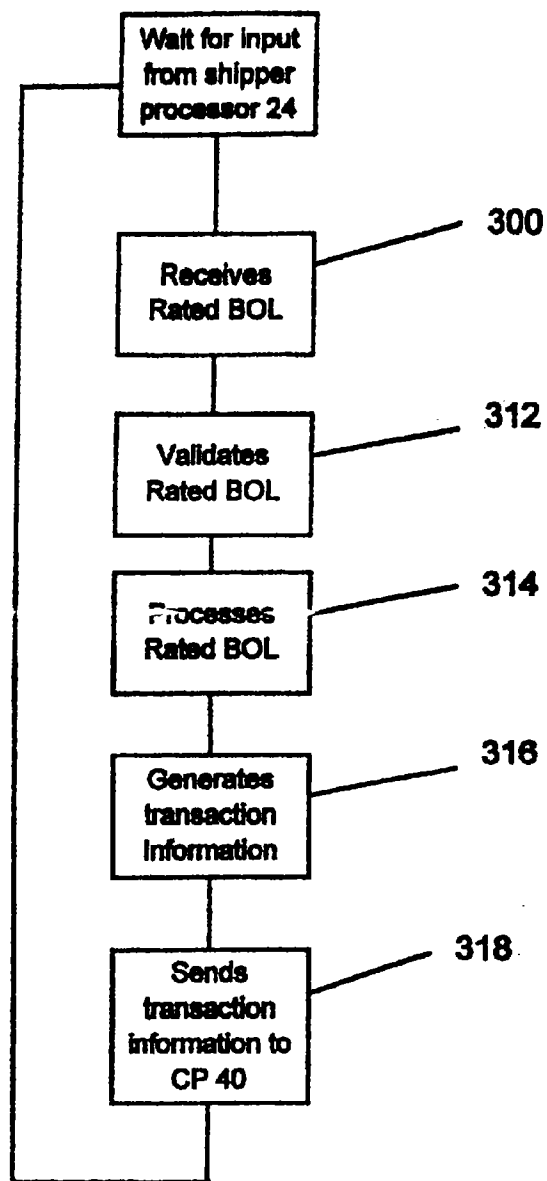 Wait for input
from shipper
processor 24
300
Receives
Rated BOL
312
Validates
Rated BOL
314
Processes
Rated BOL
316
Generates
transaction
Information
318
Sends
transaction
information to
CP 40